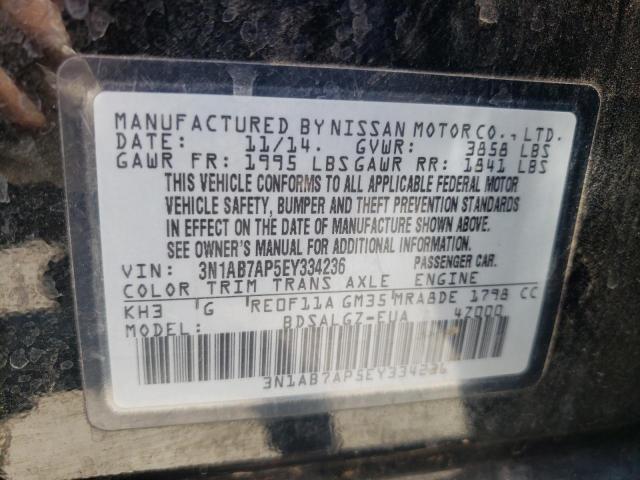 MANUFACTURED BY NISSAN MOTOR CO., LTD.
DATE: 11/14. GVWR: 3858 LBS
GAWR FR: 1995 LBS GAWR RR: 1941 LBS
THIS VEHICLE CONFORMS TO ALL APPLICABLE FEDERAL MOTOR
VEHICLE SAFETY, BUMPER AND THEFT PREVENTION STANDARDS
IN EFFECT ON THE DATE OF MANUFACTURE SHOWN ABOVE.
SEE OWNER'S MANUAL FOR ADDITIONAL INFORMATION.
VIN: 3N1AB7AP5EY334236 PASSENGER CAR.
COLOR TRIM TRANS AXLE ENGINE
KH3 'G RE0F11A GM35 MRA8DE 1798 CC
MODEL: BDSALGZ-EUA 47000
3N1AB7AP5EY334236